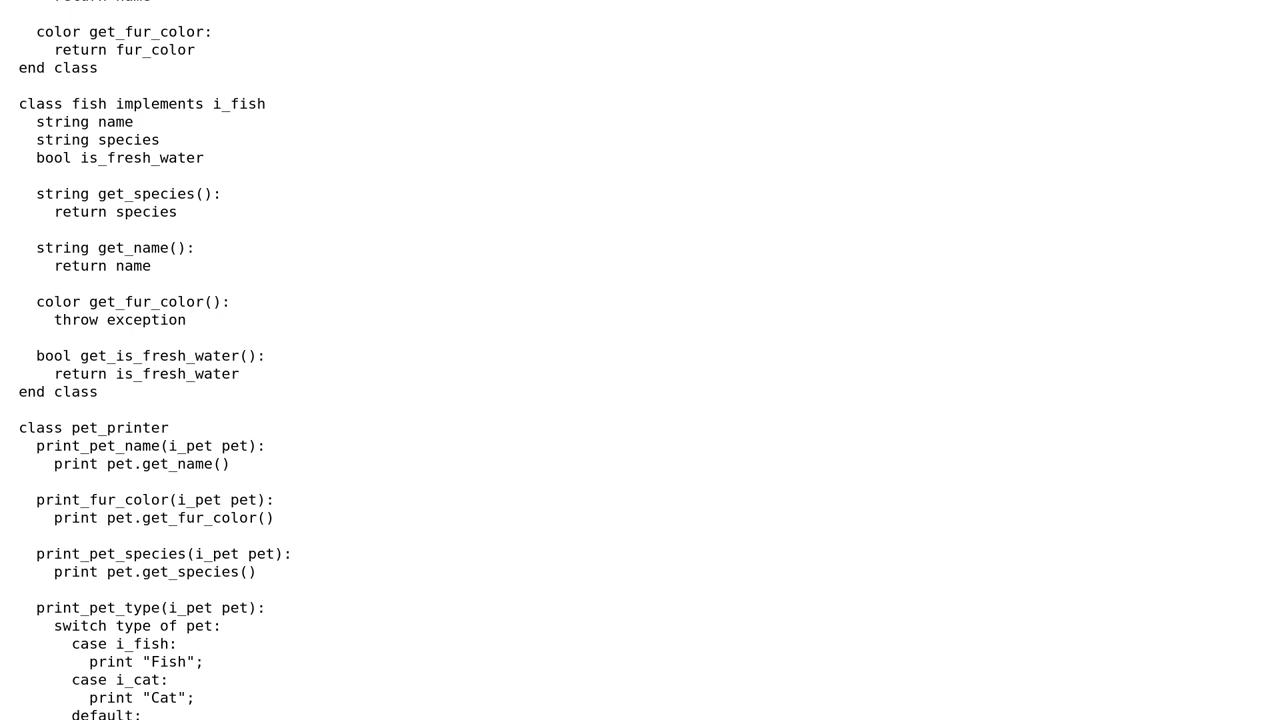 return name
color get_fur_color:
return fur_color
end class
class fish implements i_fish
string name
string species
bool is_fresh_water
string get_species():
return species
string get_name():
return name
color get_fur_color():
throw exception
bool get_is_fresh_water():
return is_fresh_water
end class
class pet_printer
print_pet_name(i_pet pet):
print pet.get_name()
print_fur_color(i_pet pet):
print pet.get_fur_color()
print_pet_species(i_pet pet):
print pet.get_species()
print_pet_type(i_pet pet):
switch type of pet:
case i_fish:
print "Fish";
case i_cat:
print "Cat";
default: